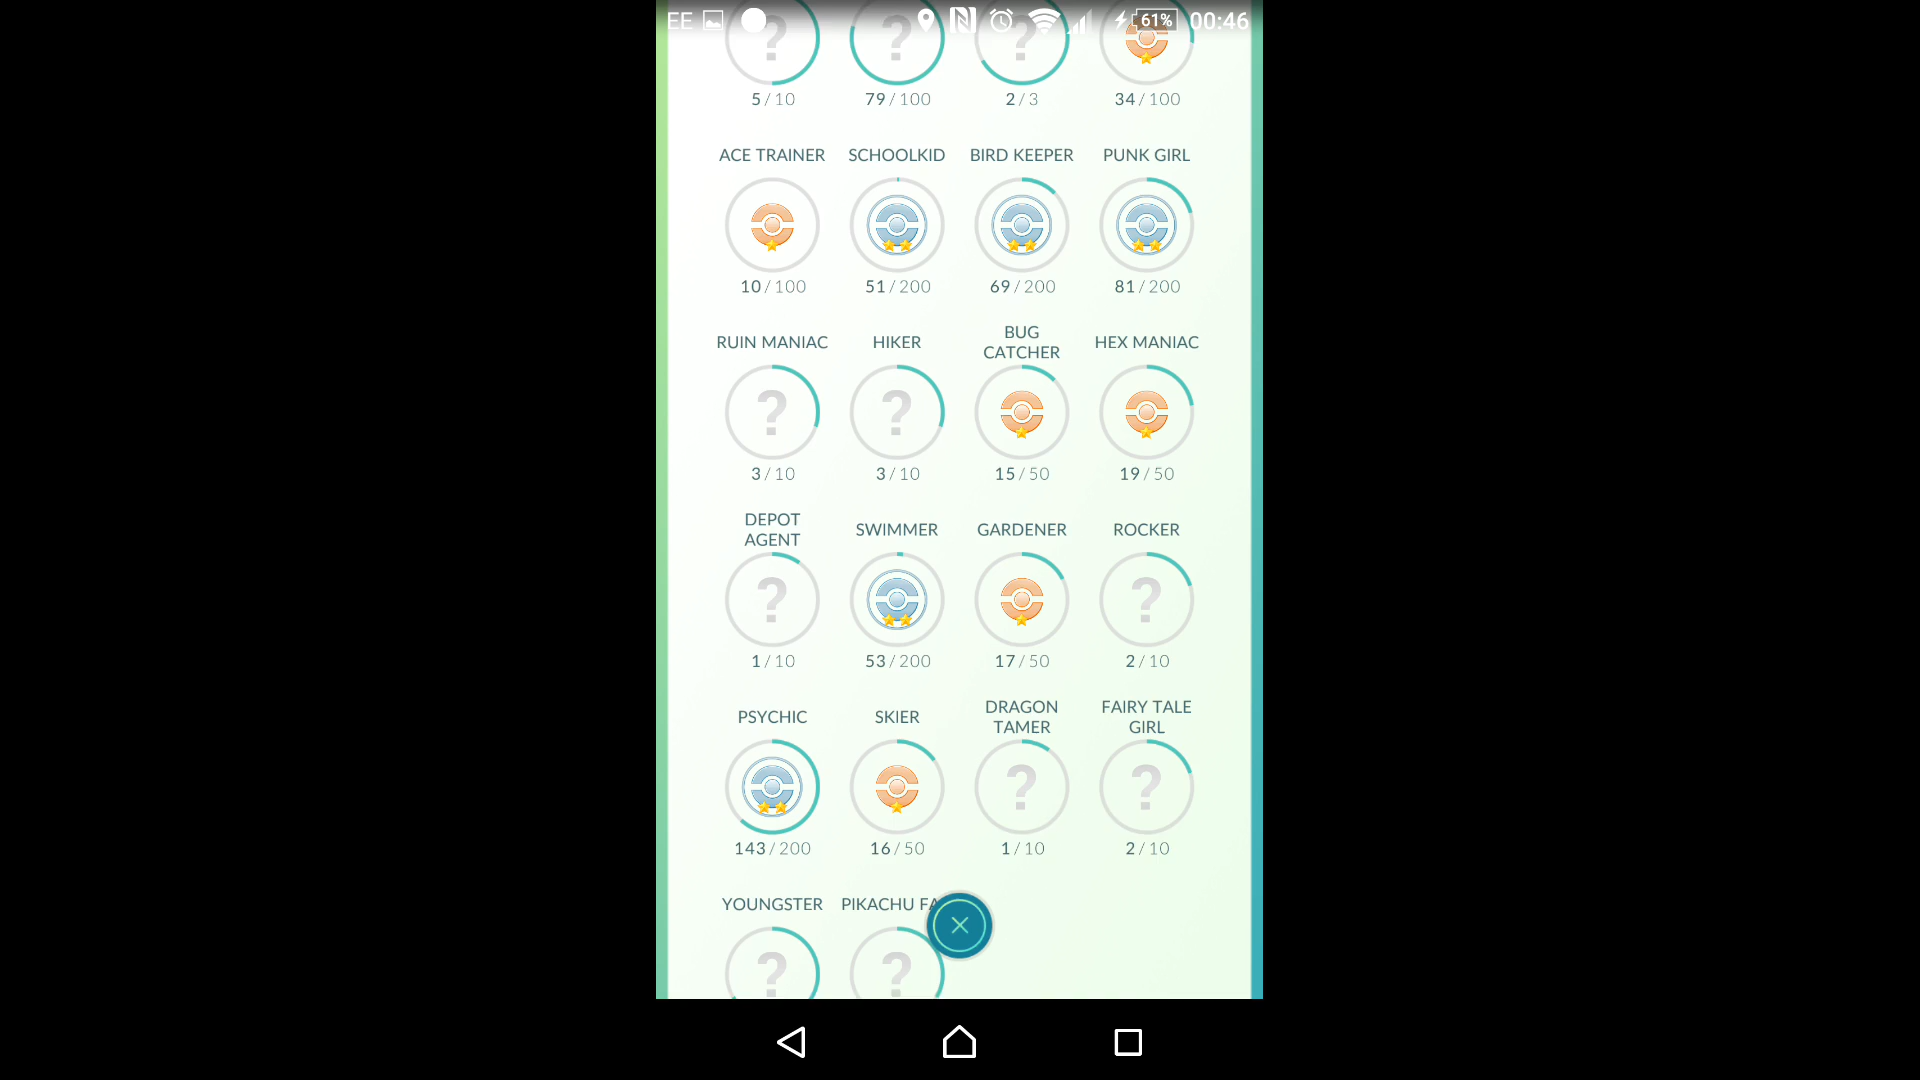 EE 61% 00:46
5/10 79/100 2/3 34/100
ACE TRAINER SCHOOLKID BIRD KEEPER PUNK GIRL
10/100 51/200 69/200 81/200
RUIN MANIAC HIKER BUG CATCHER HEX MANIAC
? ?
3/10 3/10 15/50 19/50
DEPOT AGENT SWIMMER GARDENER ROCKER
? ?
1/10 53/200 17/50 2/10
PSYCHIC SKIER DRAGON TAMER FAIRY TALE GIRL
? ?
143/200 16/50 1/10 2/10
YOUNGSTER PIKACHU
? ?